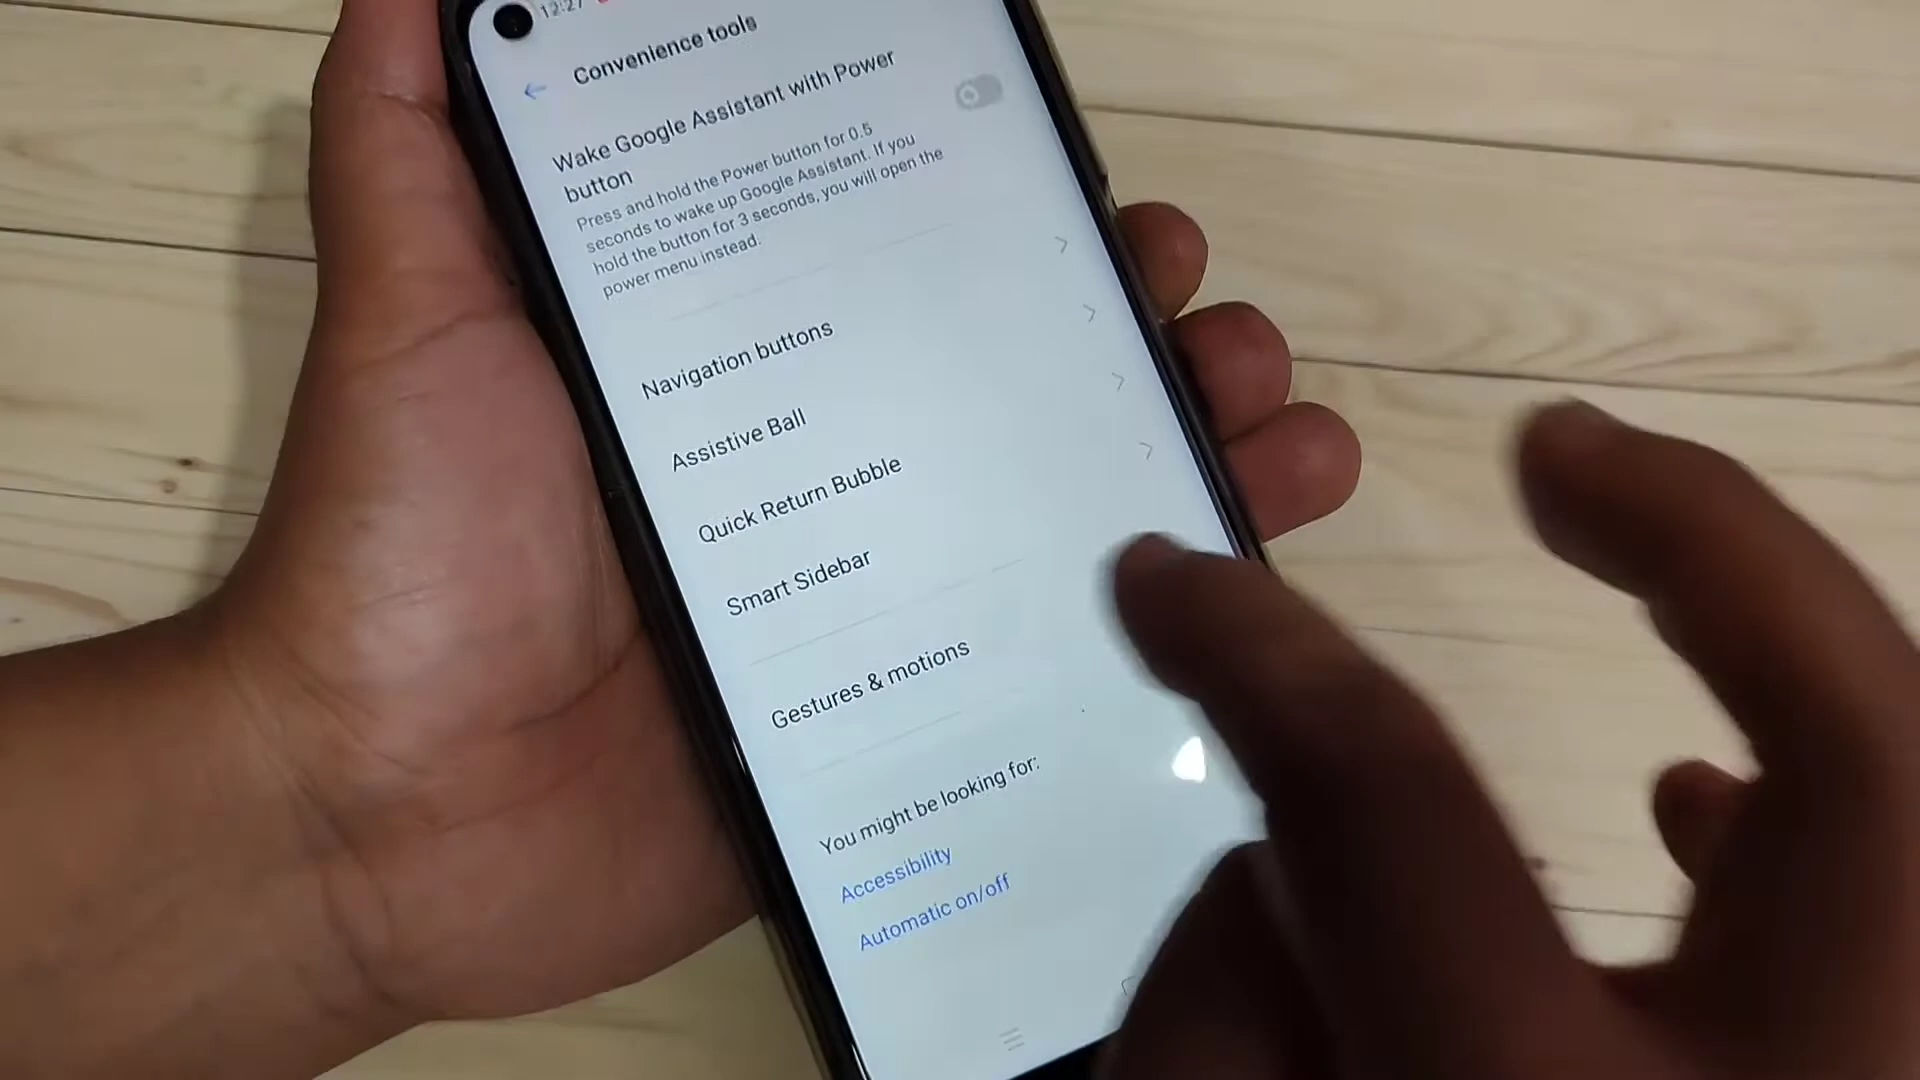 12:27
Convenience tools
Wake Google Assistant with Power
button
Press and hold the Power button for 0.5
seconds to wake up Google Assistant. If you
hold the button for 3 seconds, you will open the
power menu instead.
Navigation buttons
Assistive Ball
Quick Return Bubble
Smart Sidebar
Gestures & motions
You might be looking for:
Accessibility
Automatic on/off